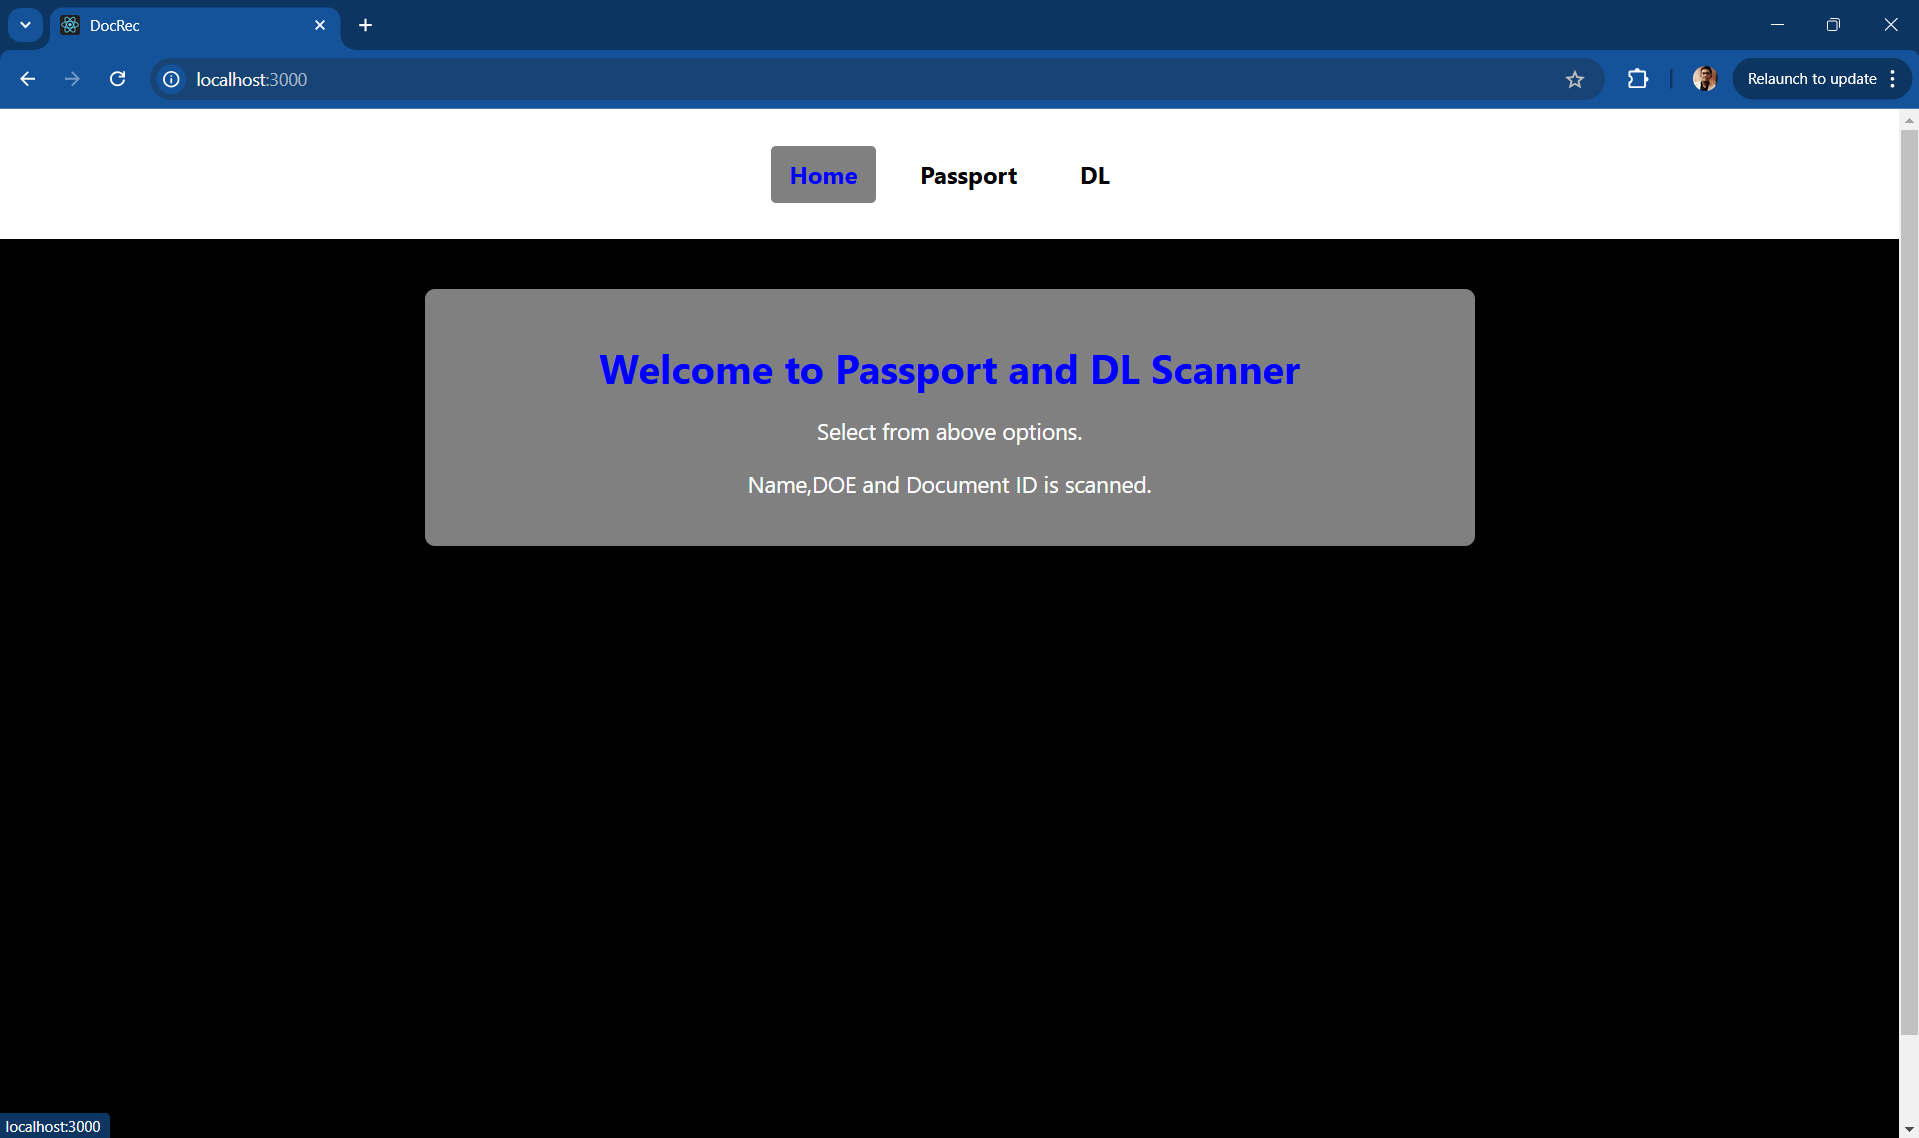 DocRec
localhost:3000
Relaunch to update
Home Passport DL
Welcome to Passport and DL Scanner
Select from above options.
Name,DOE and Document ID is scanned.
localhost:3000